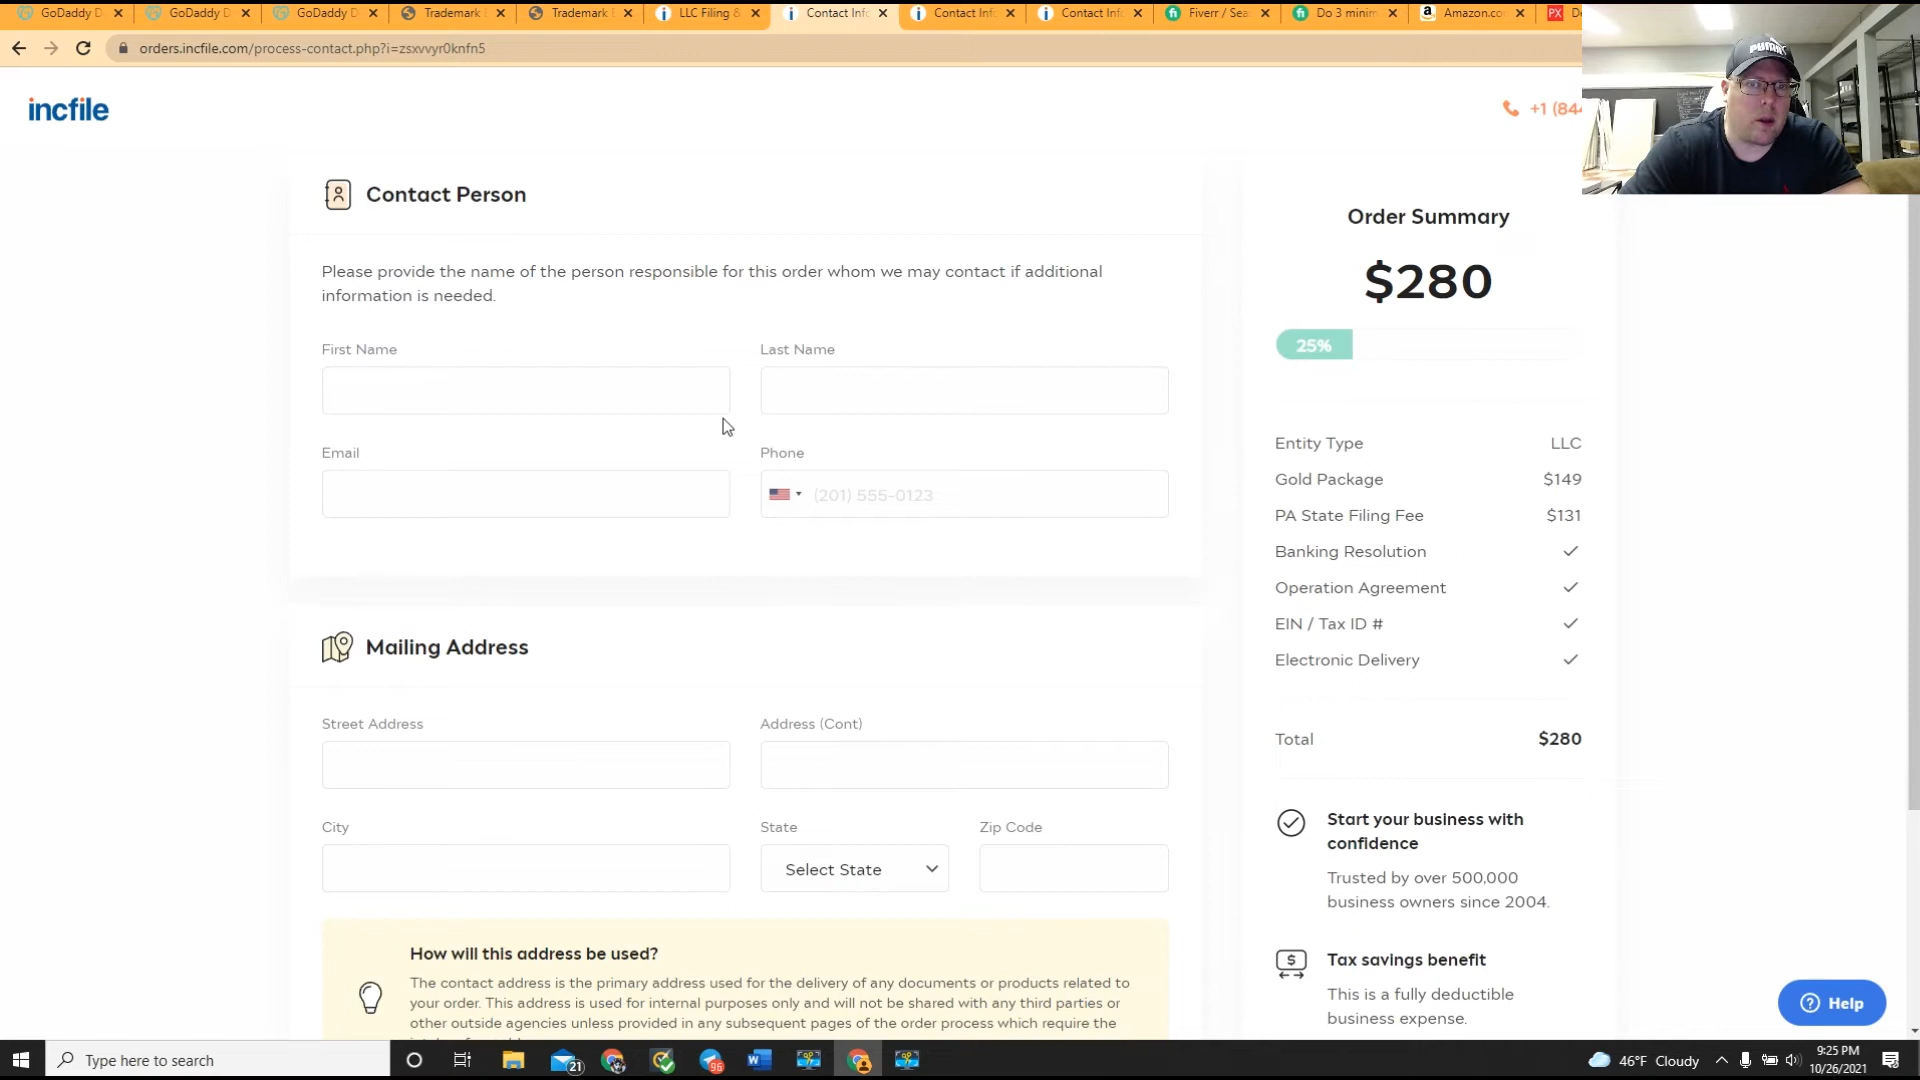 GoDaddy D
GoDaddy D
GoDaddy D
Trademark
Trademark
LLC Filing &
Contact Info
Contact Info
Contact Info
Fiverr / Sea
Do 3 minim
Amazon.co
orders.incfile.com/process-contact.php?i=zsxvvyr0knfn5
PUMA
incfile
+1 (844
Contact Person
Please provide the name of the person responsible for this order whom we may contact if additional
information is needed.
First Name
Last Name
Email
Phone
(201) 555-0123
Mailing Address
Street Address
Address (Cont)
City
State
Zip Code
Select State
How will this address be used?
The contact address is the primary address used for the delivery of any documents or products related to
your order. This address is used for internal purposes only and will not be shared with any third parties or
other outside agencies unless provided in any subsequent pages of the order process which require the
Order Summary
$280
25%
Entity Type LLC
Gold Package $149
PA State Filing Fee $131
Banking Resolution
Operation Agreement
EIN / Tax ID #
Electronic Delivery
Total $280
Start your business with
confidence
Trusted by over 500,000
business owners since 2004.
Tax savings benefit
This is a fully deductible
business expense.
Help
Type here to search
21
96
46°F Cloudy
9:25 PM
10/26/2021